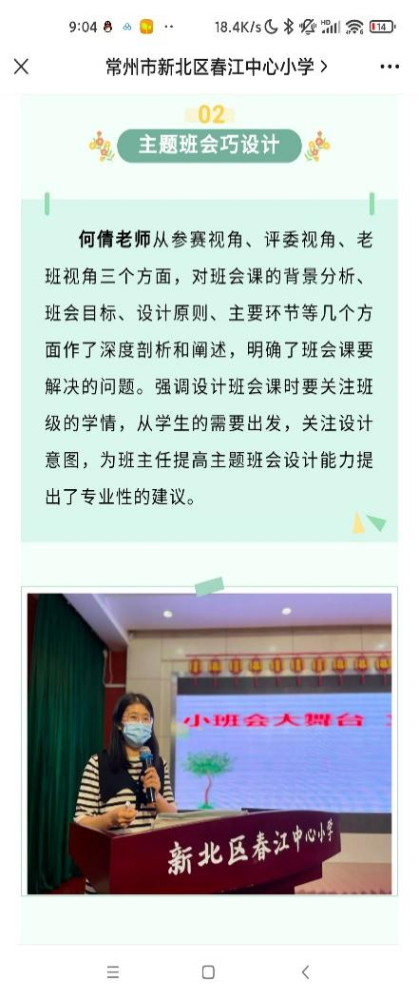 9:04
18.4K/s
HD
14
常州市新北区春江中心小学
02
主题班会巧设计
何倩老师从参赛视角、评委视角、老
班视角三个方面，对班会课的背景分析、
班会目标、设计原则、主要环节等几个方
面作了深度剖析和阐述，明确了班会课要
解决的问题。强调设计班会课时要关注班
级的学情，从学生的需要出发，关注设计
意图，为班主任提高主题班会设计能力提
出了专业性的建议。
小班会大舞台
新北区春江中心小学